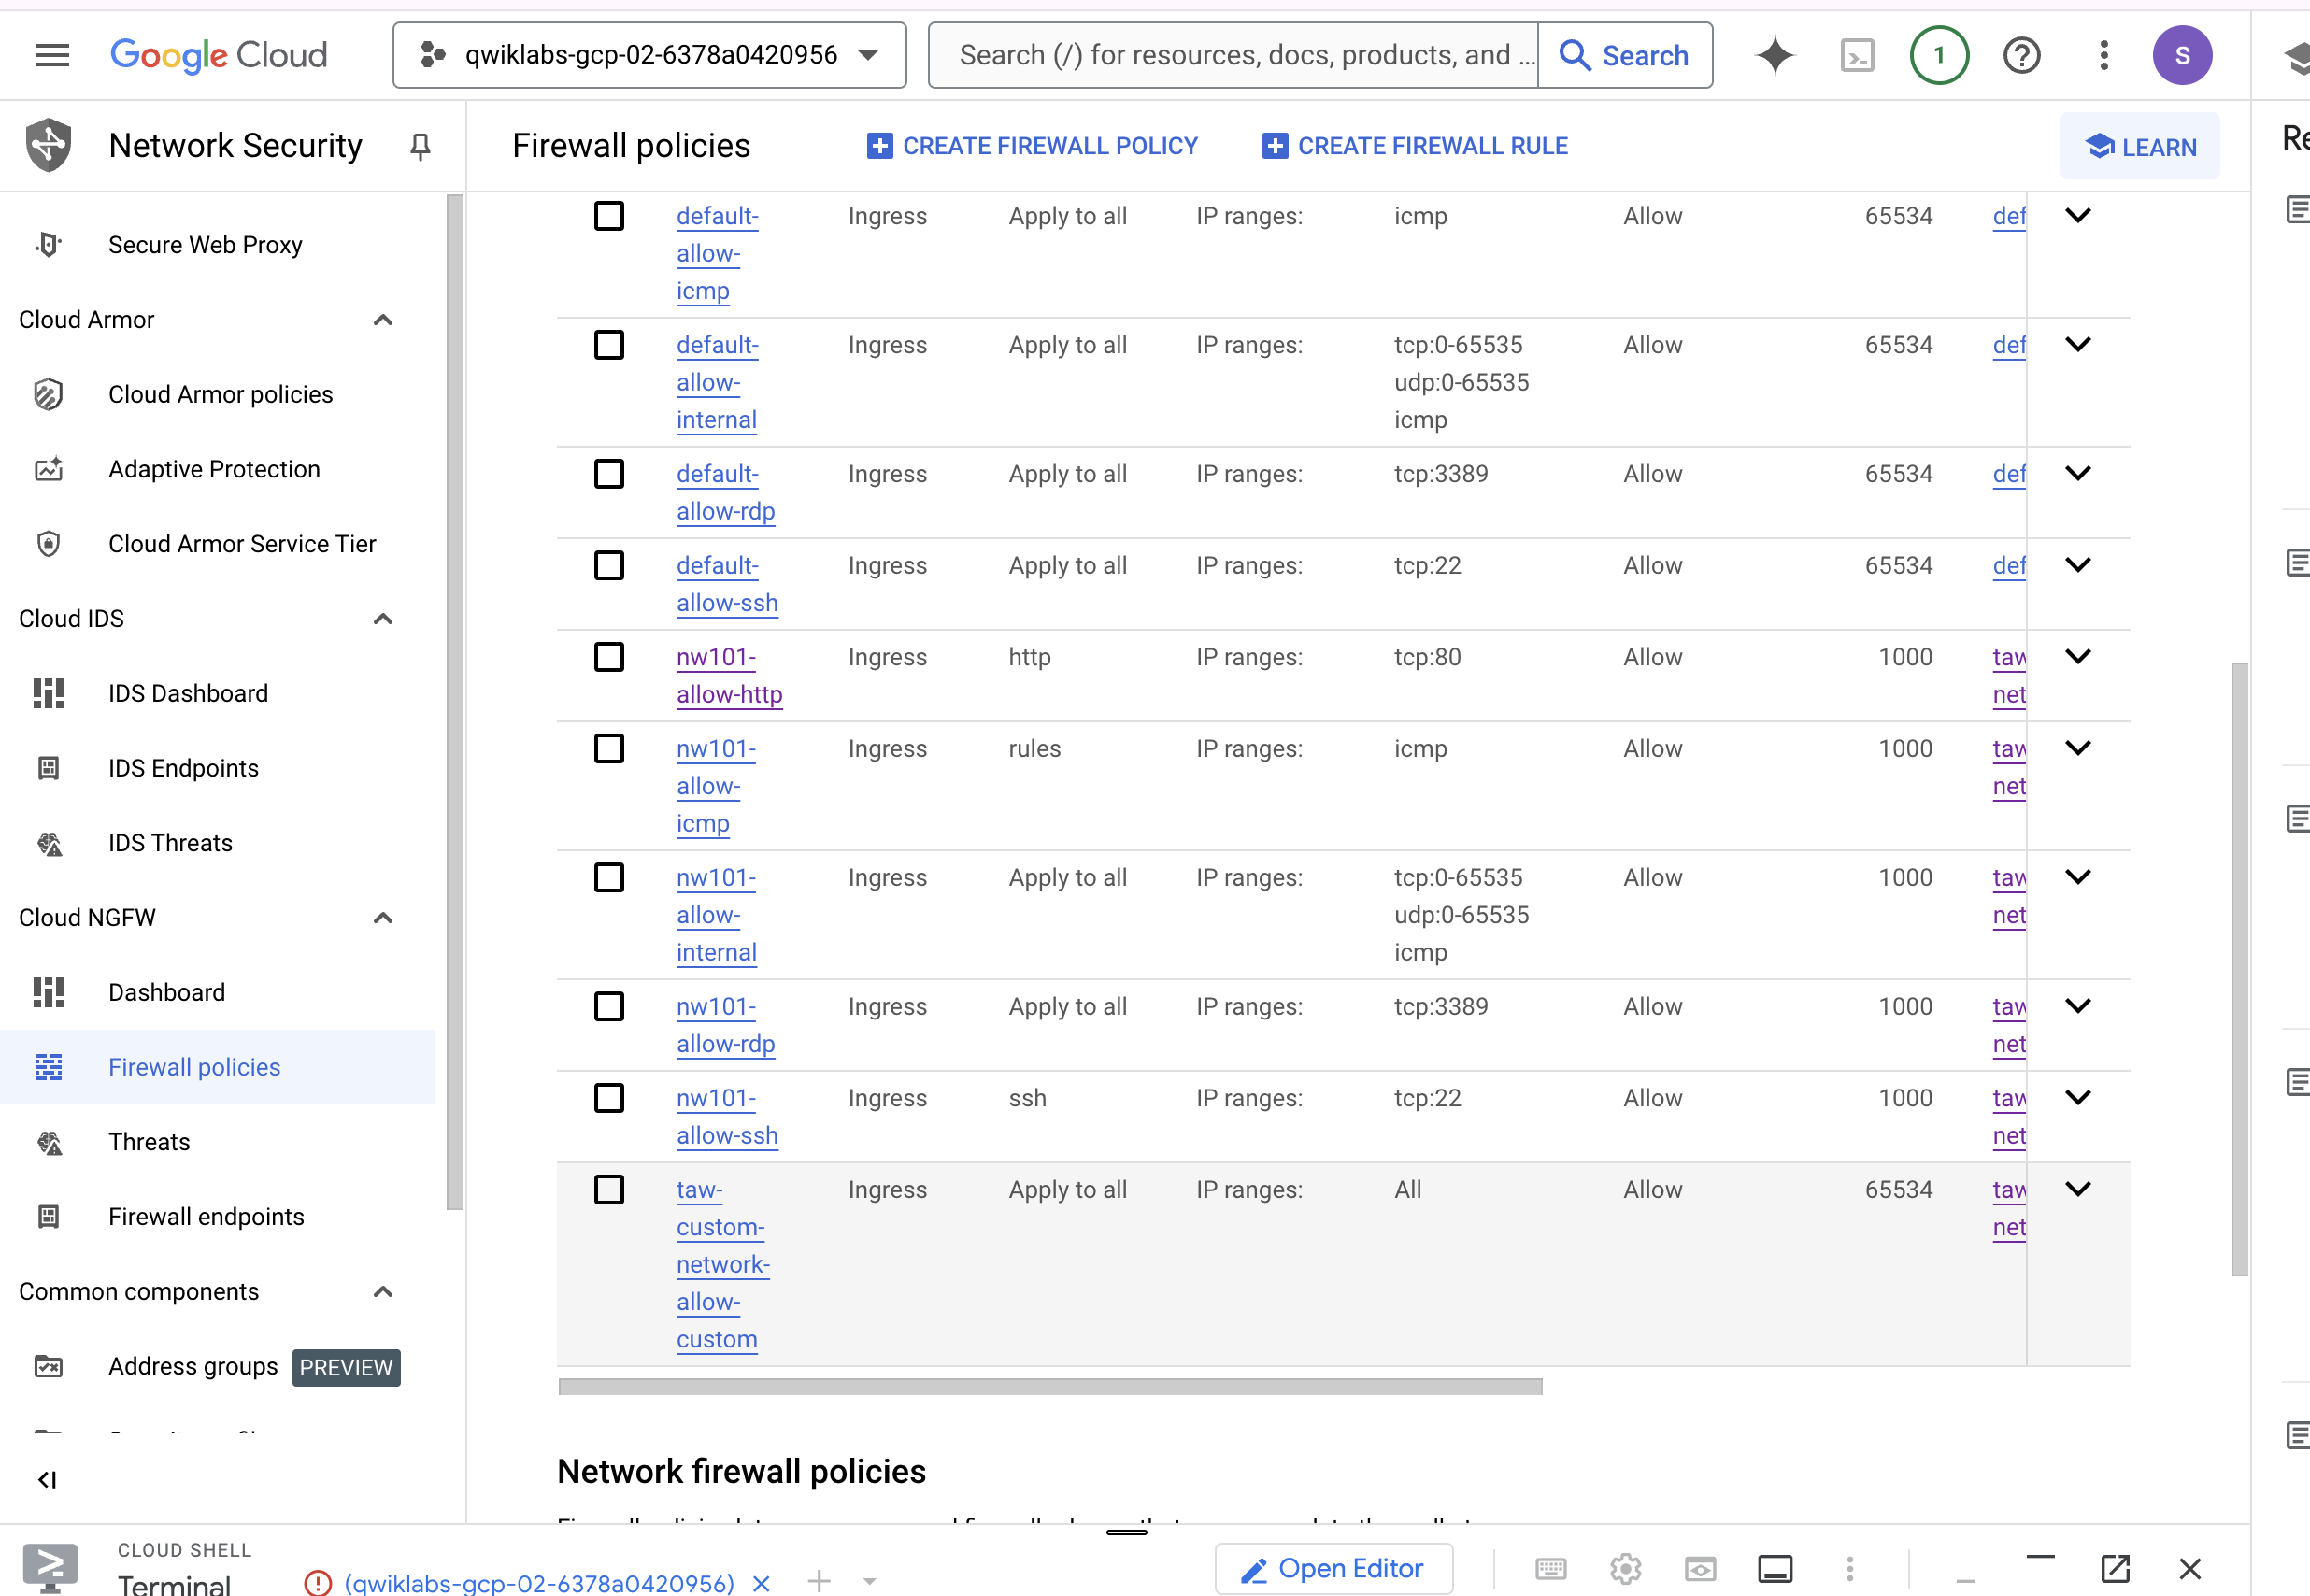 Google Cloud
qwiklabs-gcp-02-6378a0420956
Search (/) for resources, docs, products, and ...
Search
1
S
Network Security
Firewall policies
CREATE FIREWALL POLICY
CREATE FIREWALL RULE
LEARN
Re
Secure Web Proxy
Cloud Armor
Cloud Armor policies
Adaptive Protection
Cloud Armor Service Tier
Cloud IDS
IDS Dashboard
IDS Endpoints
IDS Threats
Cloud NGFW
Dashboard
Firewall policies
Threats
Firewall endpoints
Common components
Address groups PREVIEW
default- Ingress Apply to all IP ranges: icmp Allow 65534 def
allow-
icmp
default- Ingress Apply to all IP ranges: tcp:0-65535 Allow 65534 def
allow- udp:0-65535
internal icmp
default- Ingress Apply to all IP ranges: tcp:3389 Allow 65534 def
allow-rdp
default- Ingress Apply to all IP ranges: tcp:22 Allow 65534 def
allow-ssh
nw101- Ingress http IP ranges: tcp:80 Allow 1000 taw
allow-http net
nw101- Ingress rules IP ranges: icmp Allow 1000 taw
allow- net
icmp
nw101- Ingress Apply to all IP ranges: tcp:0-65535 Allow 1000 taw
allow- udp:0-65535 net
internal icmp
nw101- Ingress Apply to all IP ranges: tcp:3389 Allow 1000 taw
allow-rdp net
nw101- Ingress ssh IP ranges: tcp:22 Allow 1000 taw
allow-ssh net
taw- Ingress Apply to all IP ranges: All Allow 65534 taw
custom- net
network-
allow-
custom
Network firewall policies
CLOUD SHELL
Terminal
(qwiklabs-gcp-02-6378a0420956)
Open Editor